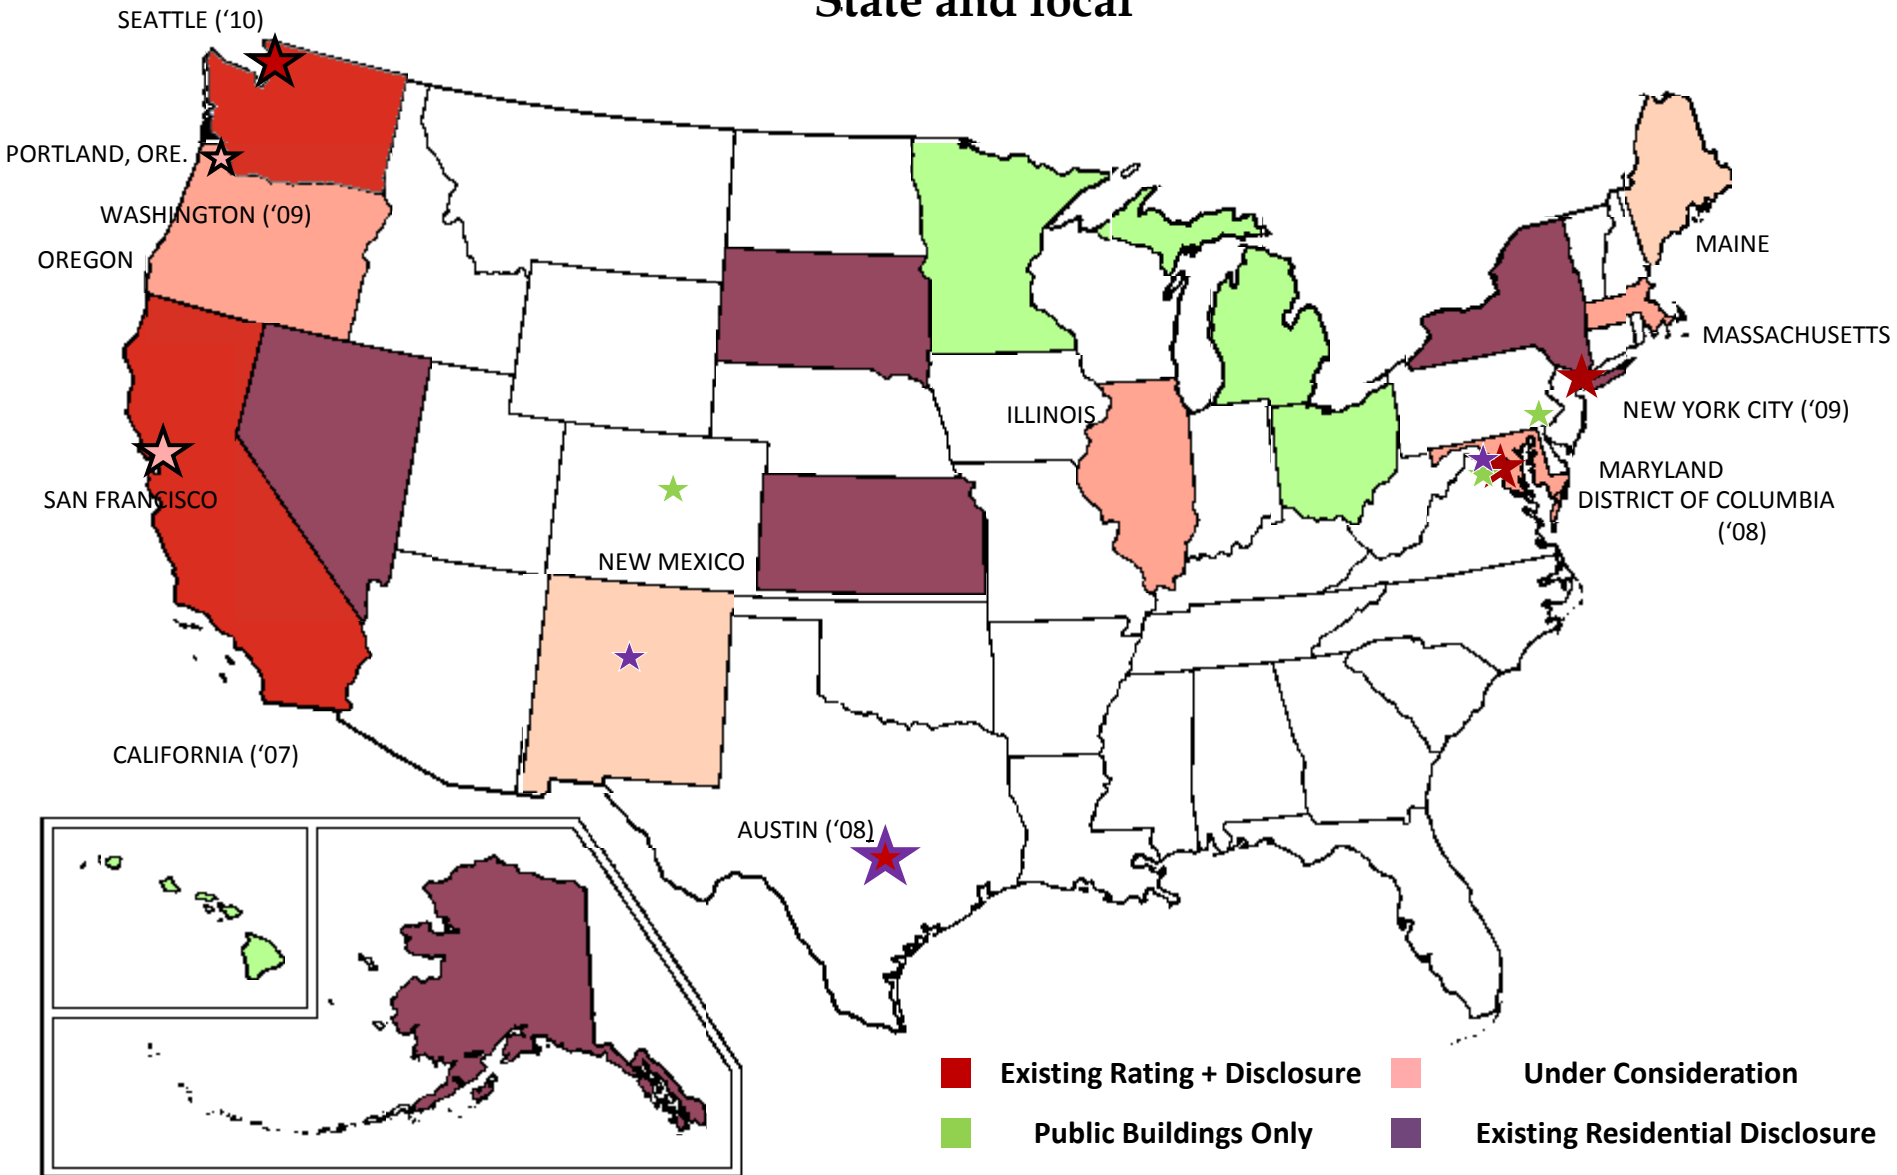 State and local
SEATTLE (‘10)
PORTLAND, ORE.
WASHINGTON (‘09)
OREGON
MAINE
MASSACHUSETTS
ILLINOIS
NEW YORK CITY (‘09)
MARYLAND
DISTRICT OF COLUMBIA
(‘08)
SAN FRANCISCO
NEW MEXICO
CALIFORNIA (‘07)
AUSTIN (‘08)
Existing Rating + Disclosure
Under Consideration
Public Buildings Only
Existing Residential Disclosure